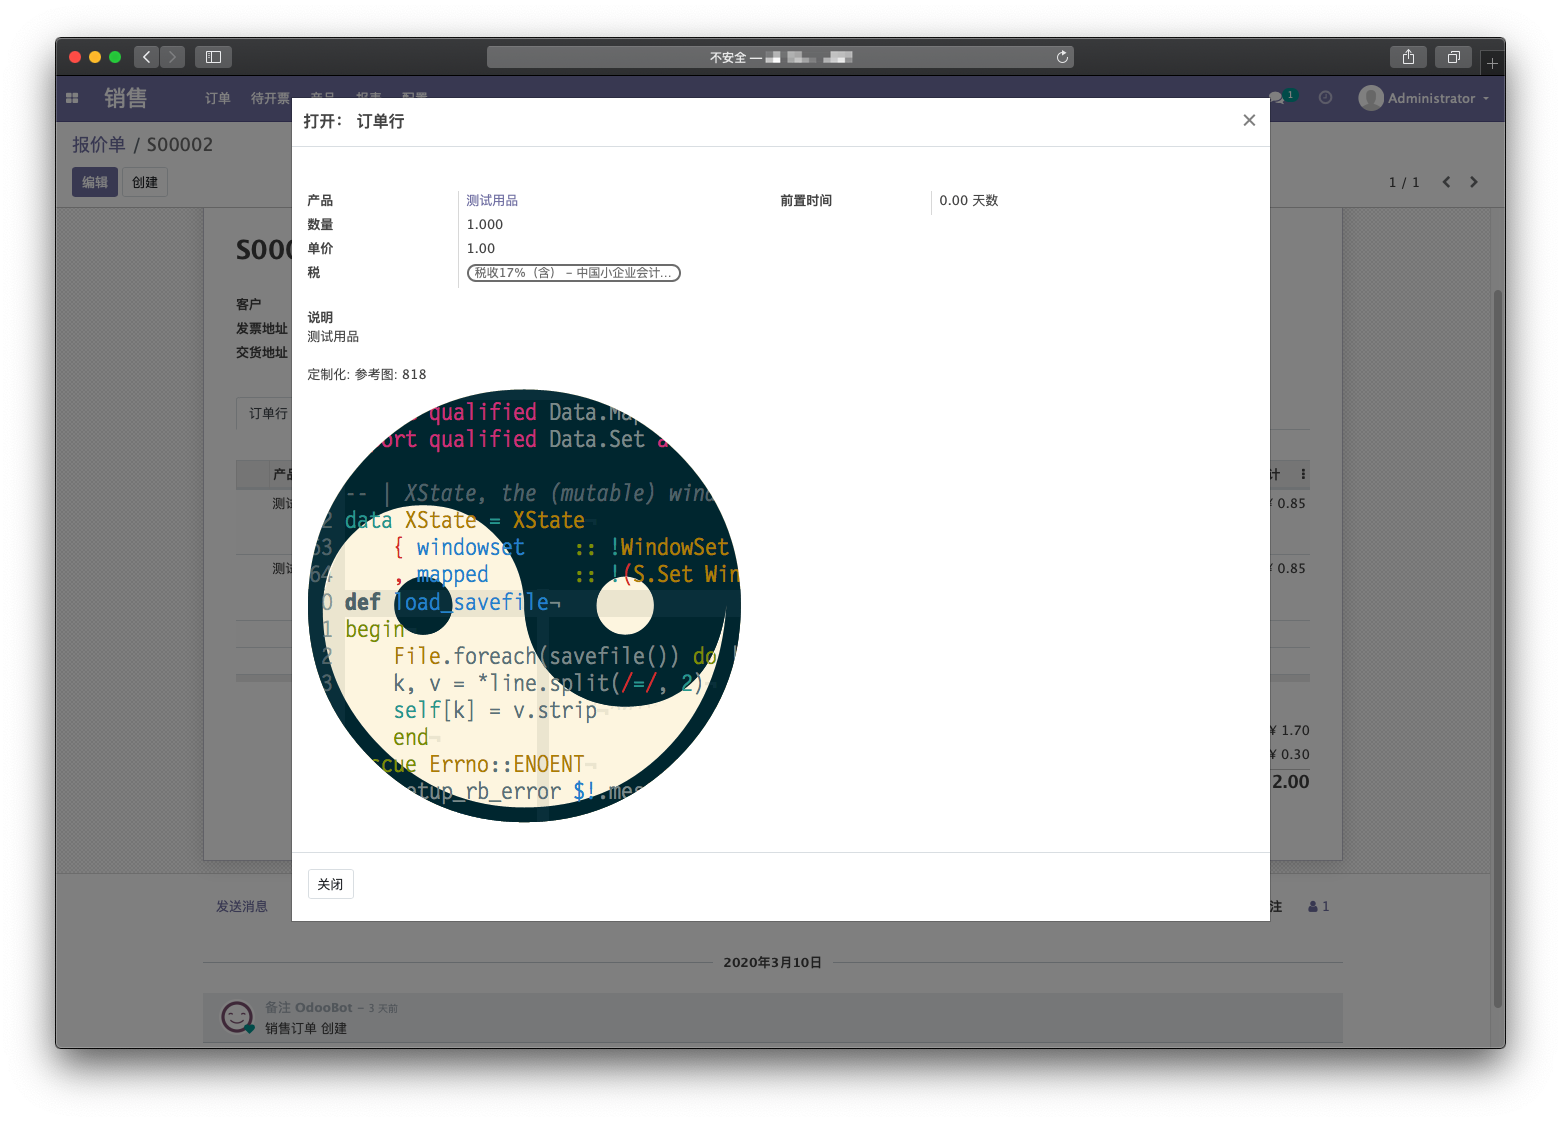 不安全 —
销售
订单 待开票 产品 报表 配置
1
Administrator
报价单 / S00002
编辑 创建
1 / 1
打开： 订单行
×
产品 测试用品
数量 1.000
单价 1.00
税 税收17%（含） – 中国小企业会计...
前置时间 0.00 天数
说明
测试用品
定制化: 参考图: 818
qualified Data.Map
ort qualified Data.Set a
-- | XState, the (mutable) wind
2 data XState = XState
63 { windowset :: !WindowSet
64 , mapped :: !(S.Set Win
0 def load_savefile¬
1 begin¬
2 File.foreach(savefile()) do |
3 k, v = *line.split(/=/, 2)
self[k] = v.strip¬
end¬
scue Errno::ENOENT¬
etup_rb_error $!.mes
关闭
S000
客户
发票地址
交货地址
订单行
产品
计
测试
¥ 0.85
测试
¥ 0.85
¥ 1.70
¥ 0.30
2.00
发送消息
注 1
2020年3月10日
备注 OdooBot – 3 天前
销售订单 创建